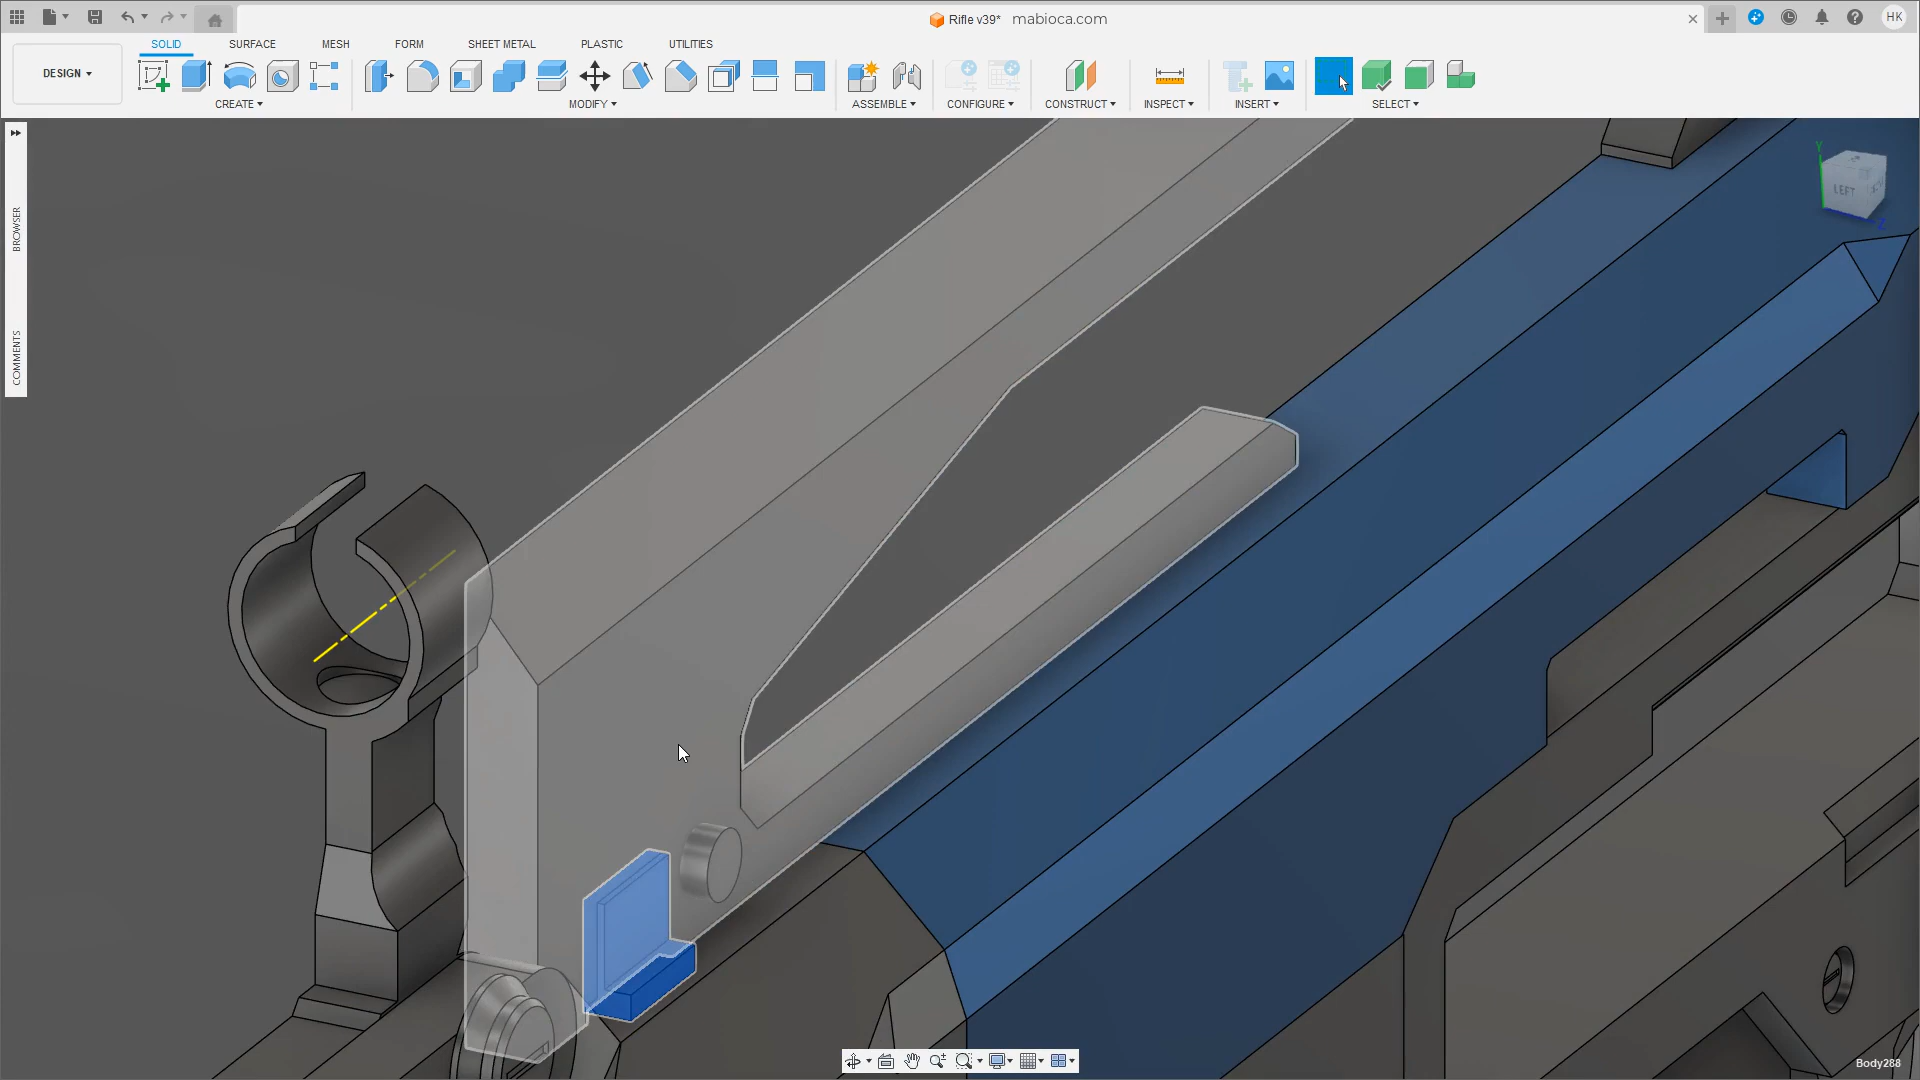 Rifle v39* mabioca.com
HK
DESIGN
SOLID SURFACE MESH FORM SHEET METAL PLASTIC UTILITIES
CREATE MODIFY ASSEMBLE CONFIGURE CONSTRUCT INSPECT INSERT SELECT
BROWSER
COMMENTS
Y
LEFT
Z
Body288